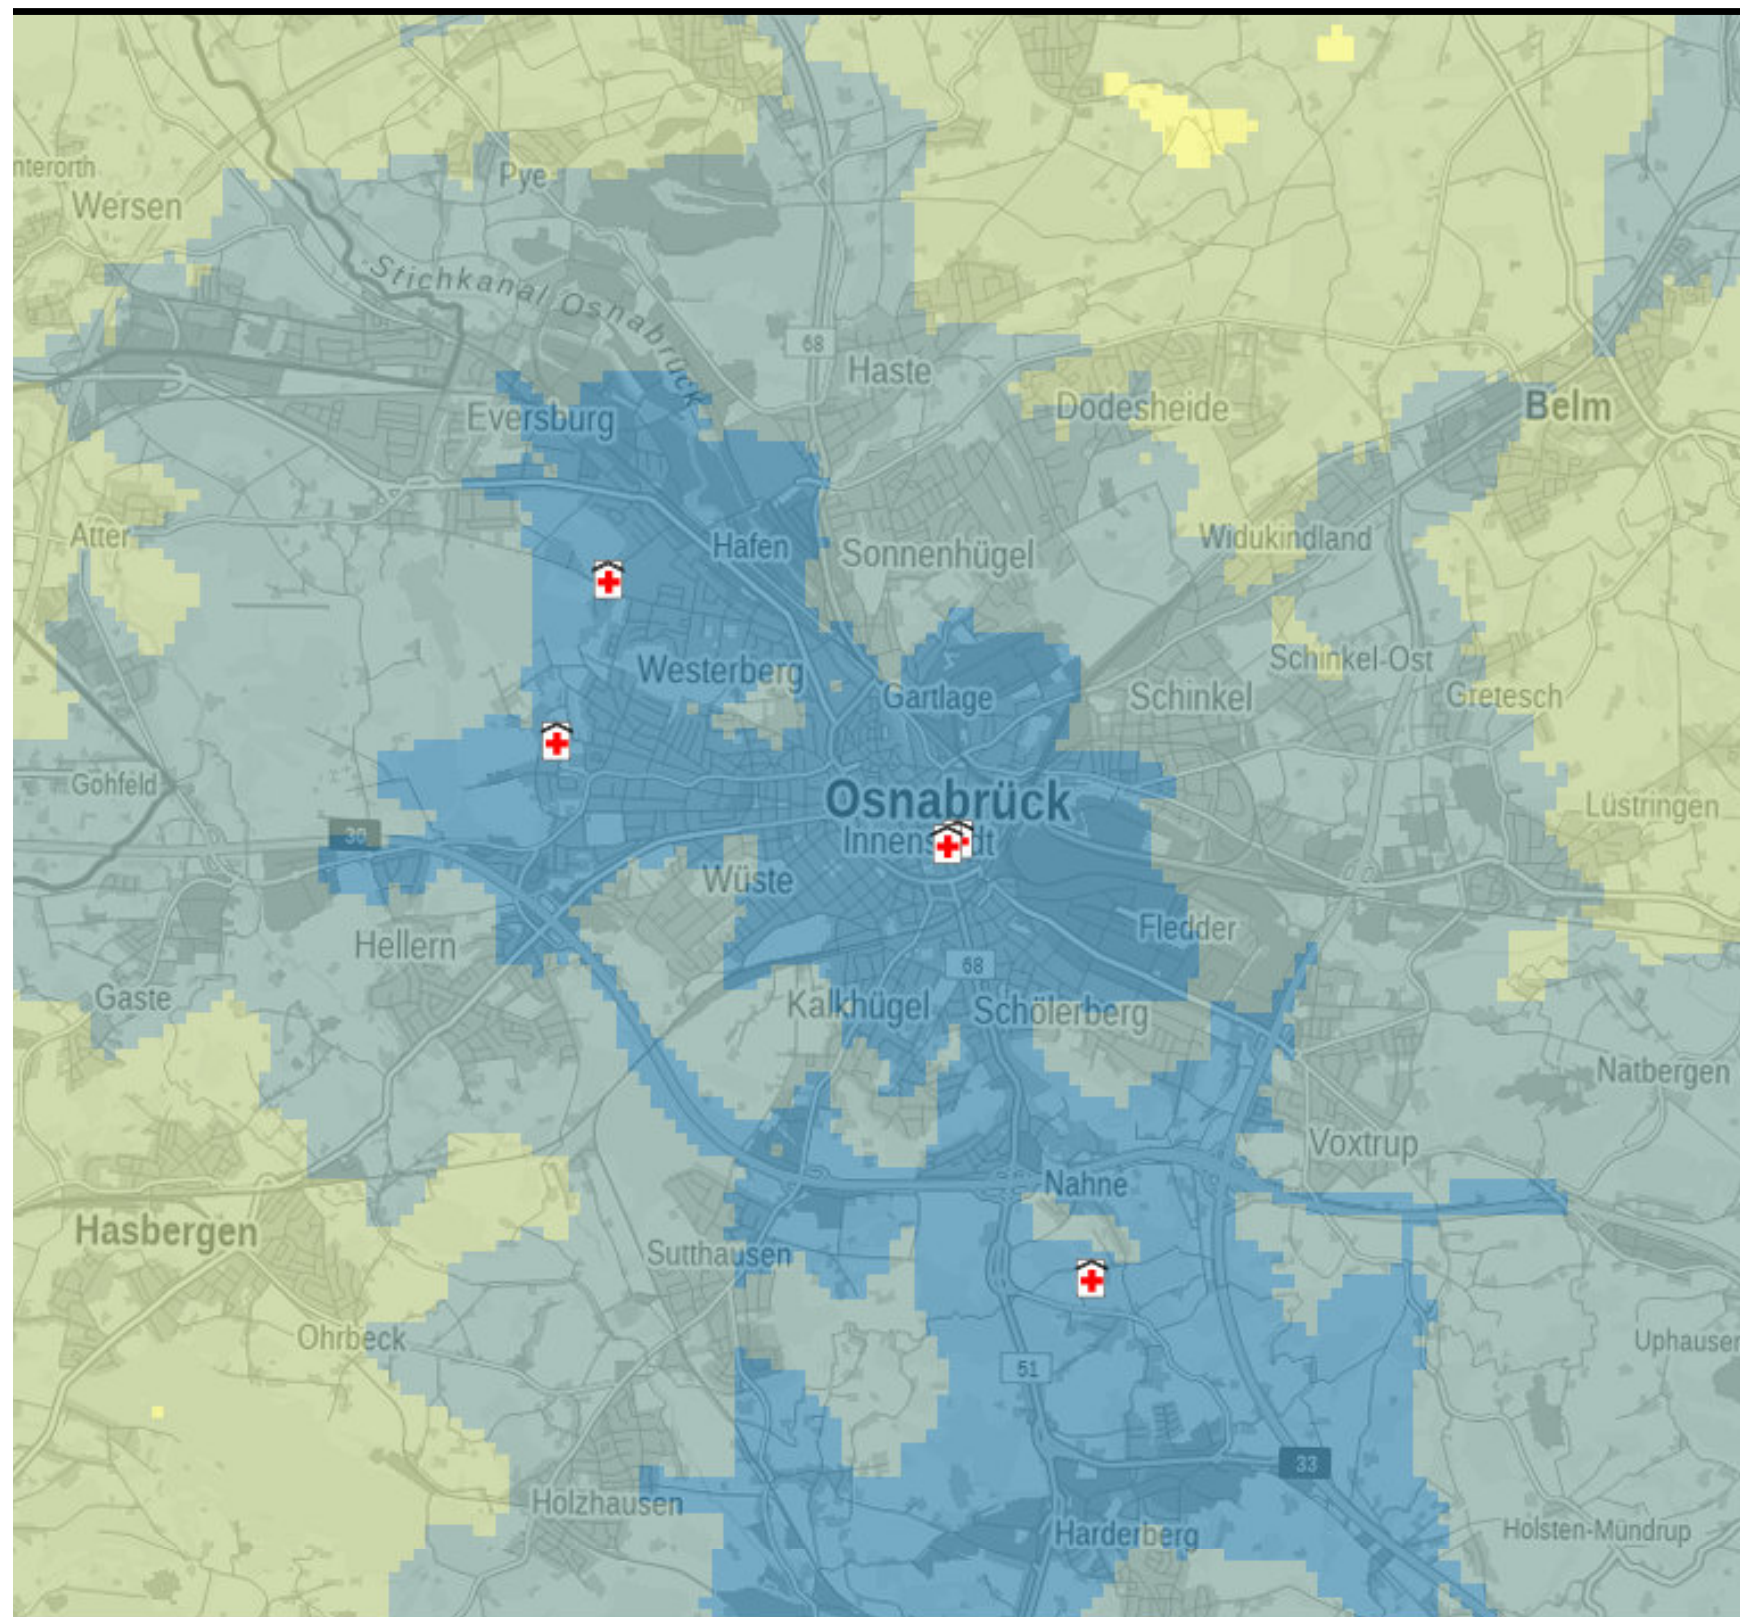 nterorth
Pye
Wersen
Stichkanal Osnabrück
68
Haste
Eversburg
Dodesheide
Belm
Atter
Hafen
Sonnenhügel
Widukindland
Westerberg
Schinkel-Ost
Gartlage
Schinkel
Gretesch
Gohfeld
Osnabrück
Lüstringen
30
Innenstadt
Wüste
Hellern
Fledder
68
Gaste
Kalkhügel
Schölerberg
Natbergen
Voxtrup
Nahne
Hasbergen
Sutthausen
Ohrbeck
Uphauser
51
33
Holzhausen
Harderberg
Holsten-Mündrup